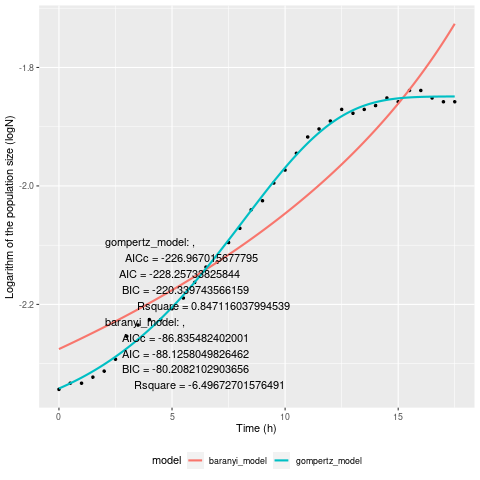 Logarithm of the population size (logN)
-1.8
-2.0
-2.2
gompertz_model: ,
AICc = -226.967015677795
AIC = -228.25733825844
BIC = -220.339743566159
Rsquare = 0.847116037994539
baranyi_model: ,
AICc = -86.835482402001
AIC = -88.1258049826462
BIC = -80.2082102903656
Rsquare = -6.49672701576491
0 5 10 15
Time (h)
model baranyi_model gompertz_model